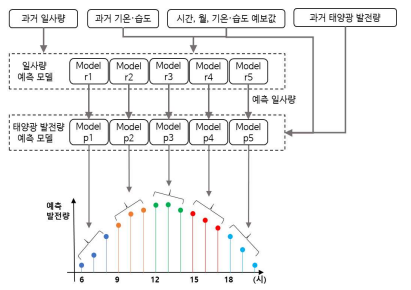 과거 일사량
과거 기온·습도
시간, 월, 기온·습도 예보값
과거 태양광 발전량
일사량
예측 모델
Model
r1
Model
r2
Model
r3
Model
r4
Model
r5
예측 일사량
태양광 발전량
예측 모델
Model
p1
Model
p2
Model
p3
Model
p4
Model
p5
예측
발전량
6
9
12
15
18
(시)